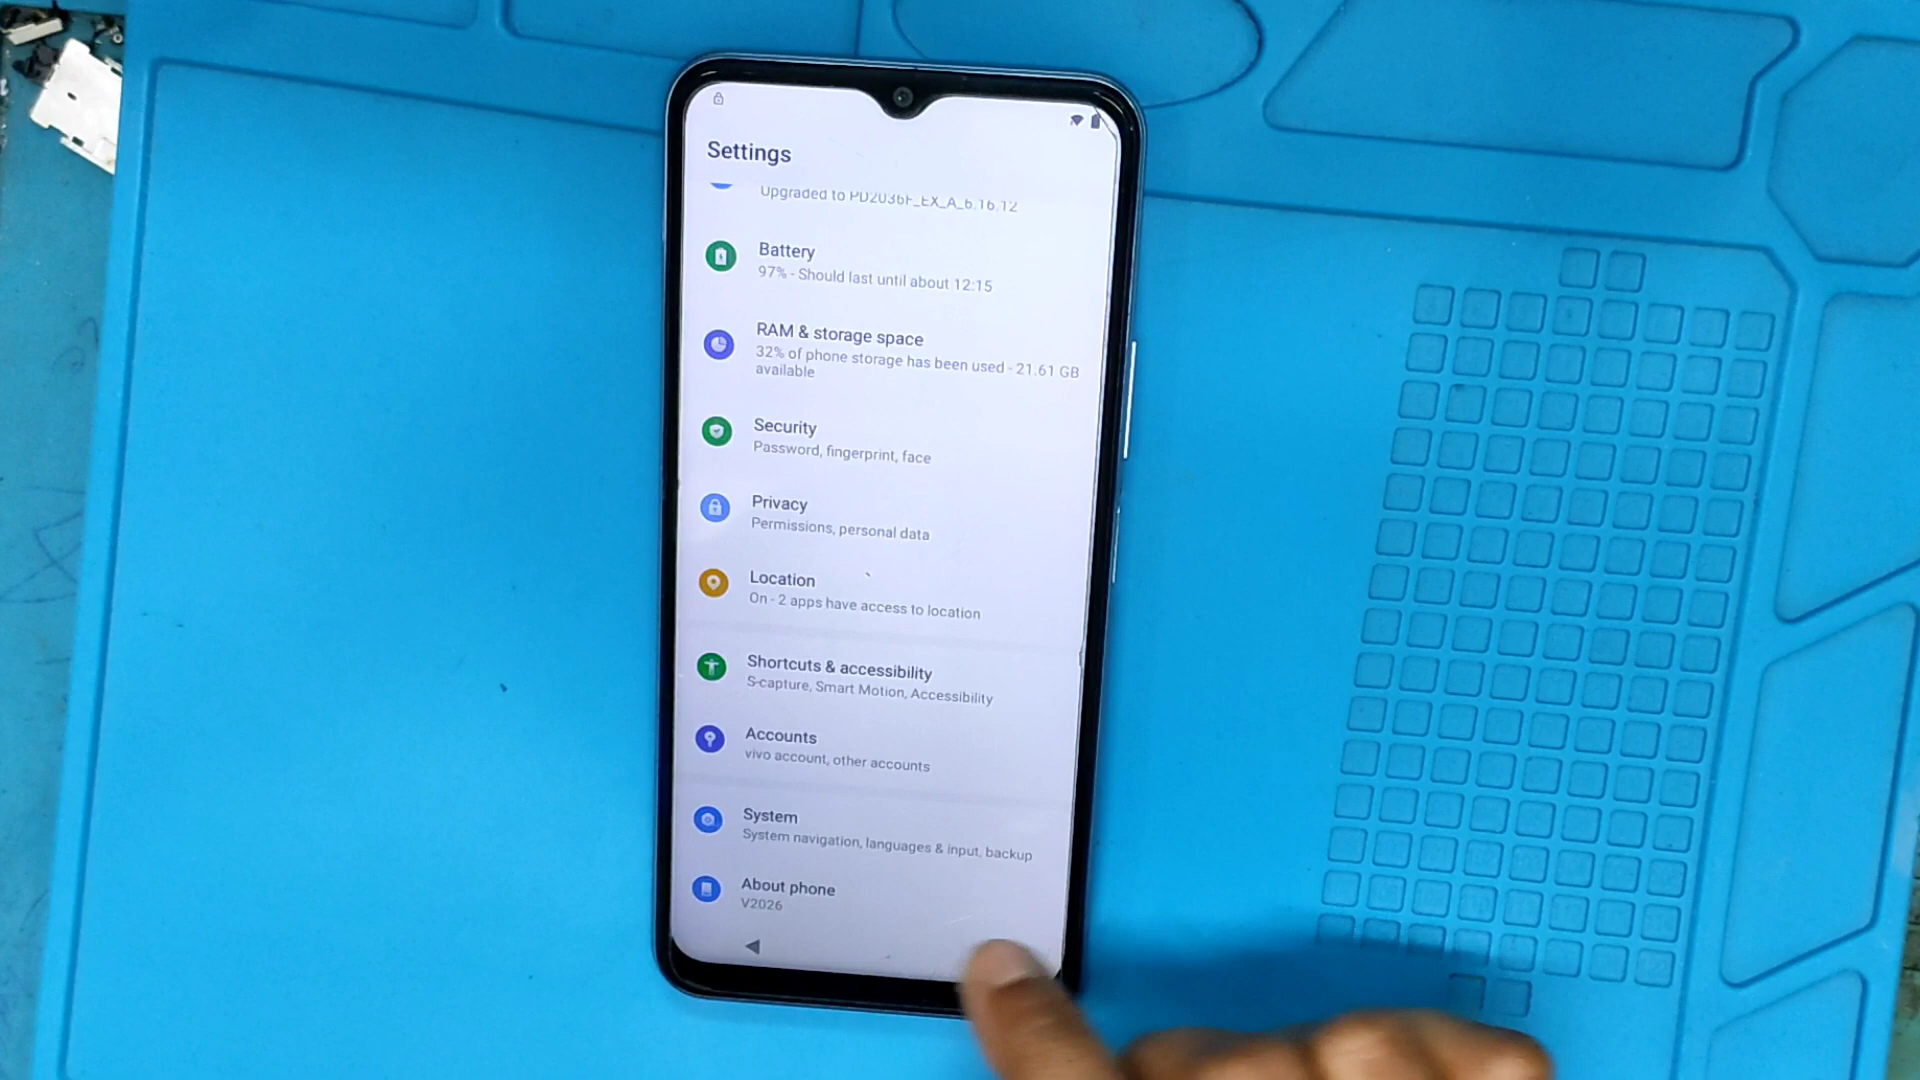 Settings
Upgraded to PD2036F_EX_A_6.16.12
Battery
97% - Should last until about 12:15
RAM & storage space
32% of phone storage has been used - 21.61 GB
available
Security
Password, fingerprint, face
Privacy
Permissions, personal data
Location
On - 2 apps have access to location
Shortcuts & accessibility
S-capture, Smart Motion, Accessibility
Accounts
vivo account, other accounts
System
System navigation, languages & input, backup
About phone
V2026